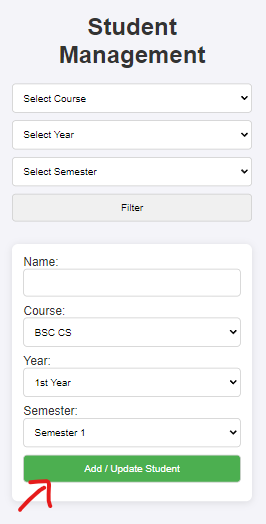 Student
Management
Select Course
Select Year
Select Semester
Filter
Name:
Course:
BSC CS
Year:
1st Year
Semester:
Semester 1
Add / Update Student